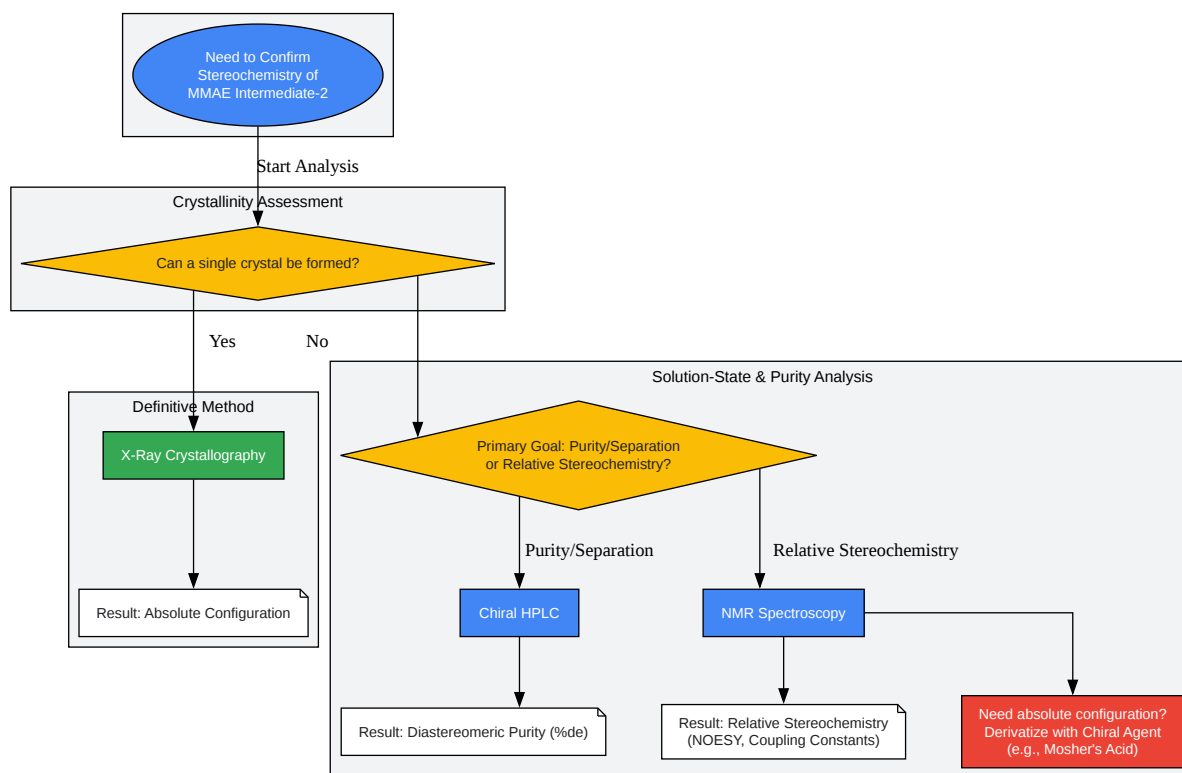 Need to Confirm
Stereochemistry of
MMAE Intermediate-2
Start Analysis
Crystallinity Assessment
Can a single crystal be formed?
Yes
No
Definitive Method
X-Ray Crystallography
Result: Absolute Configuration
Solution-State & Purity Analysis
Primary Goal: Purity/Separation
or Relative Stereochemistry?
Purity/Separation
Relative Stereochemistry
Chiral HPLC
NMR Spectroscopy
Result: Diastereomeric Purity (%de)
Result: Relative Stereochemistry
(NOESY, Coupling Constants)
Need absolute configuration?
Derivatize with Chiral Agent
(e.g., Mosher's Acid)